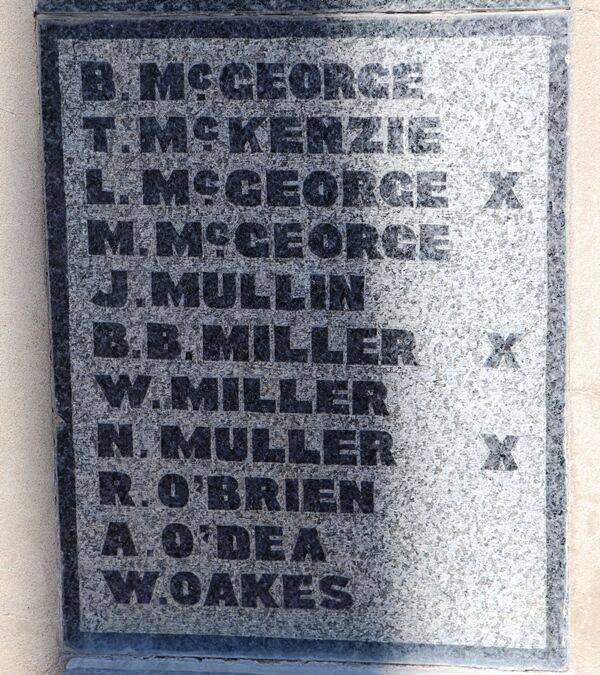 B. McGEORGE
T. McKENZIE
L. McGEORGE X
M. McGEORGE
J. MULLIN
B.B. MILLER X
W. MILLER
N. MULLER X
R. O'BRIEN
A. O'DEA
W. OAKES